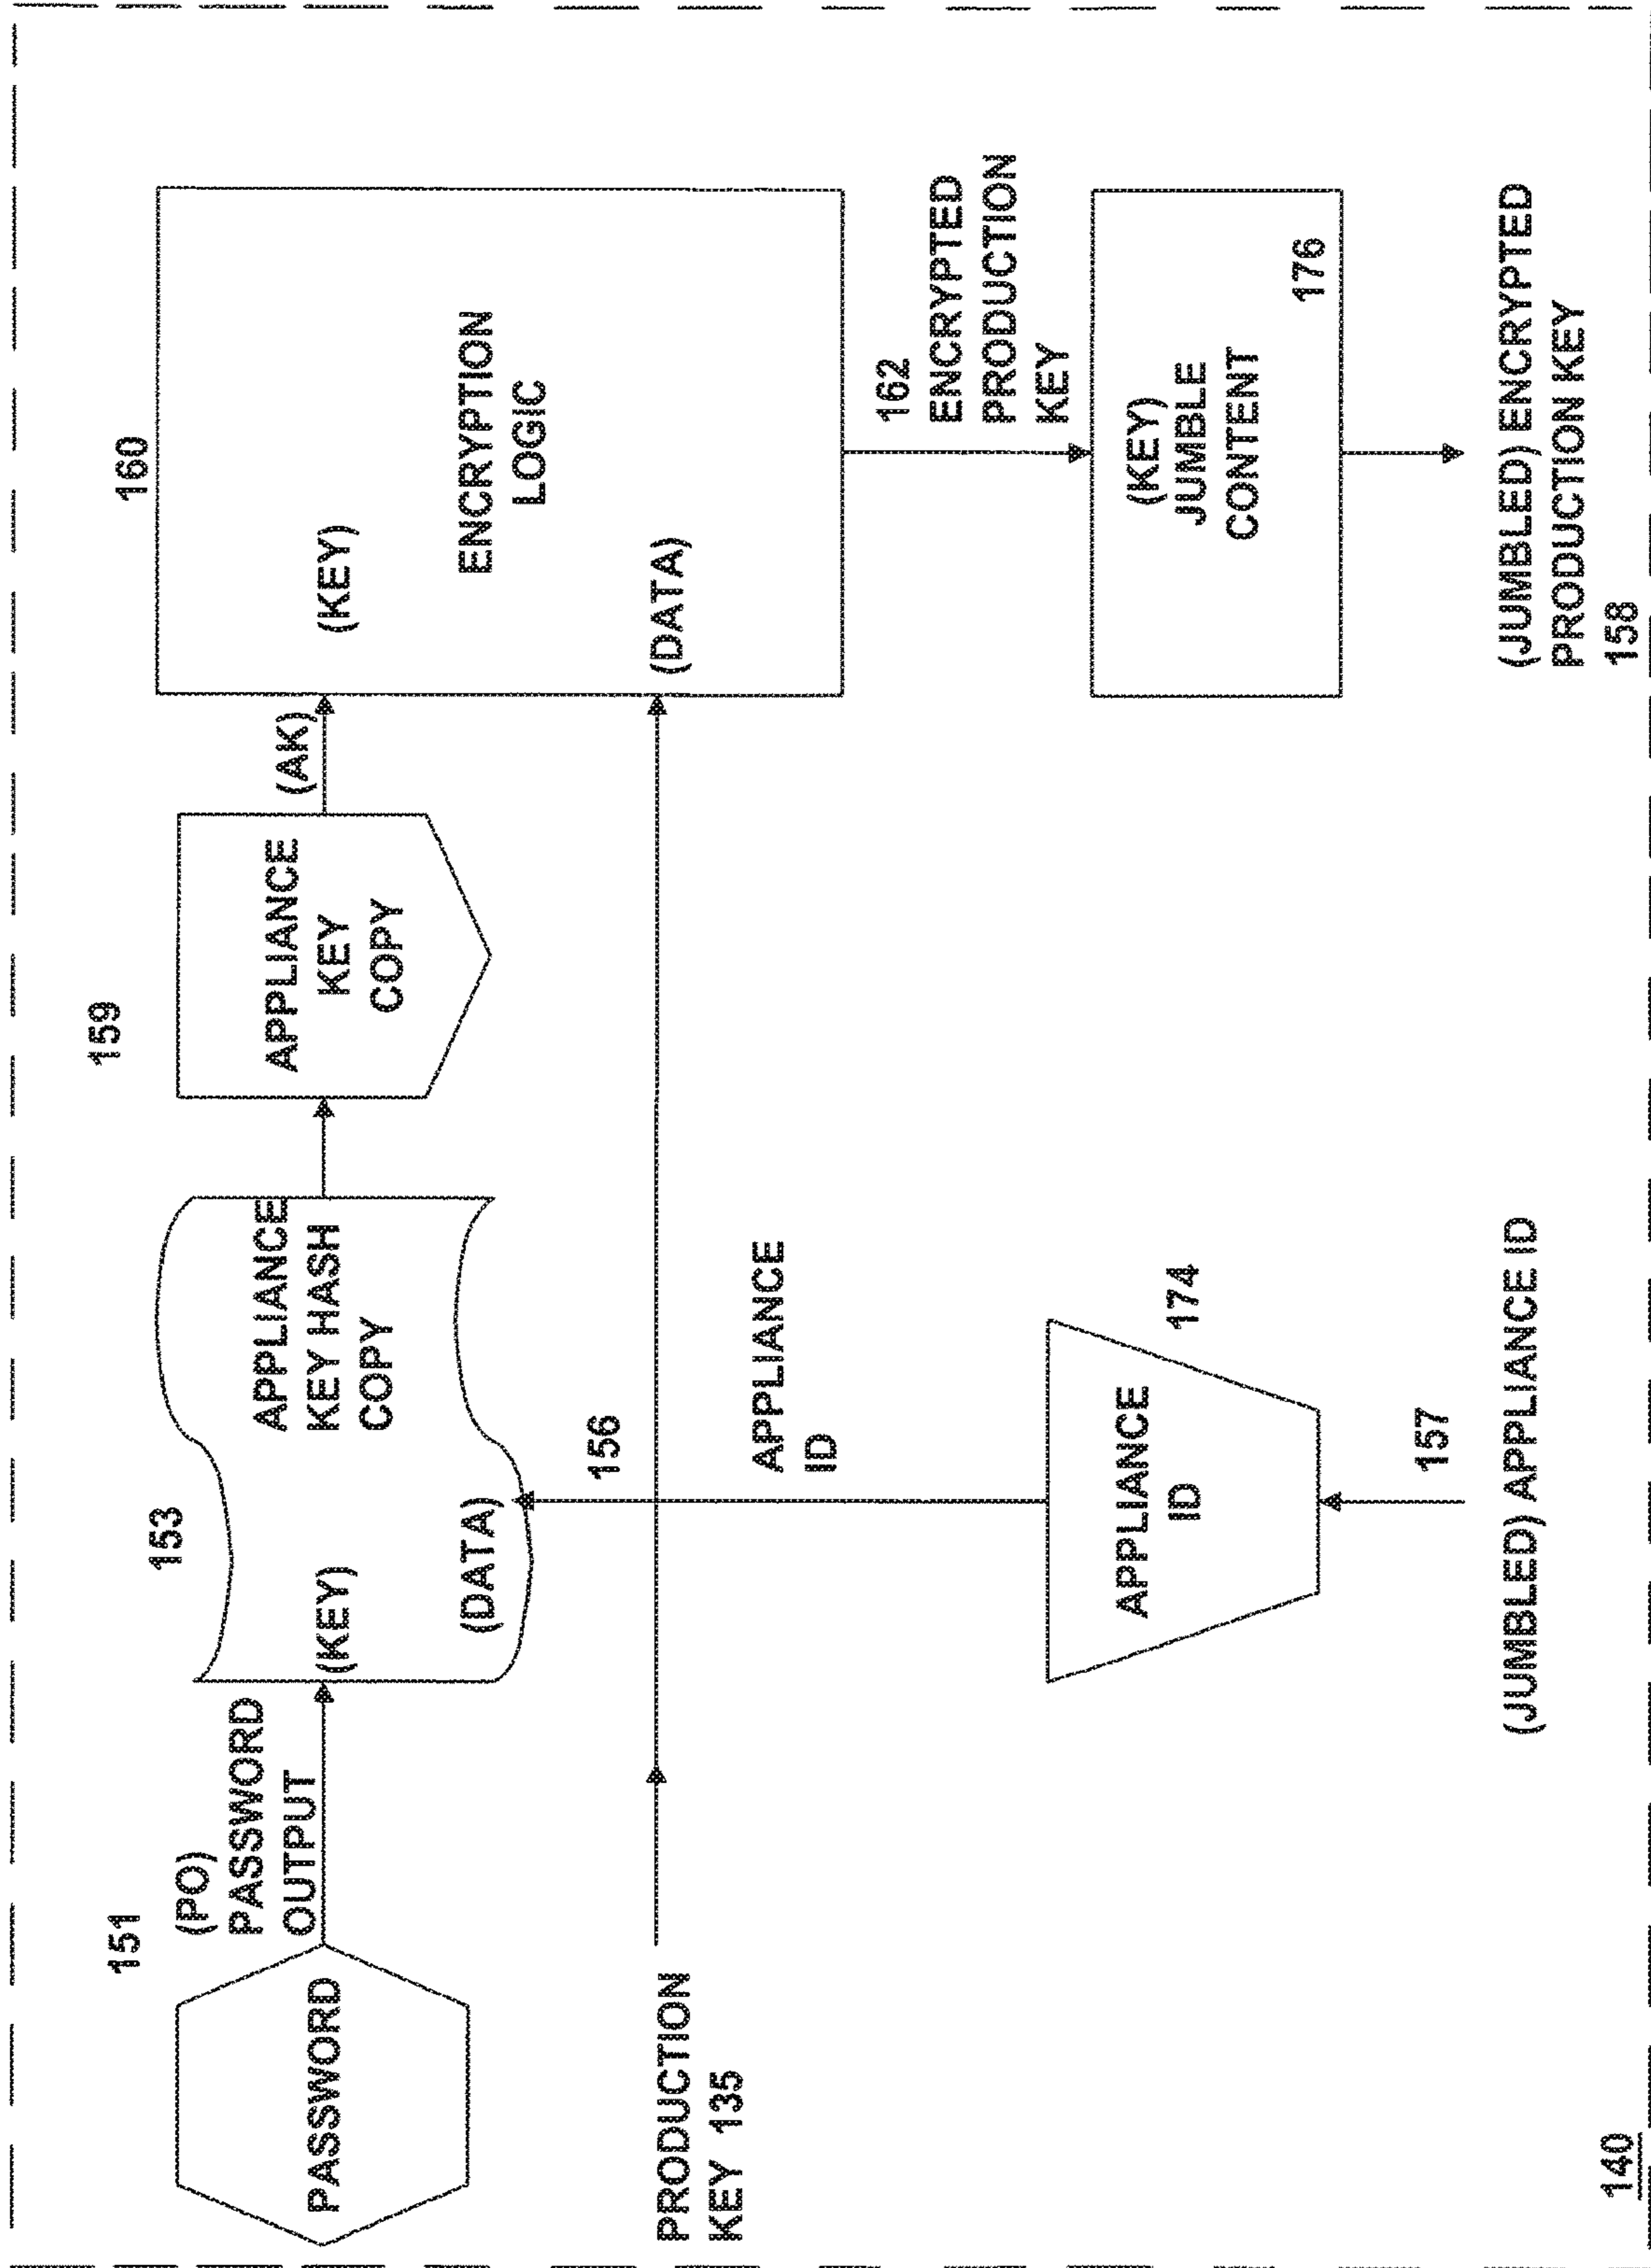 151
(PO)
PASSWORD
OUTPUT
PASSWORD
153
APPLIANCE
KEY HASH
COPY
(KEY)
(DATA)
159
APPLIANCE
KEY
COPY
(AK)
160
(KEY)
ENCRYPTION
LOGIC
(DATA)
PRODUCTION
KEY 135
156
APPLIANCE
ID
162
ENCRYPTED
PRODUCTION
KEY
APPLIANCE
ID
174
(KEY)
JUMBLE
CONTENT
176
157
(JUMBLED) APPLIANCE ID
(JUMBLED) ENCRYPTED
PRODUCTION KEY
158
140